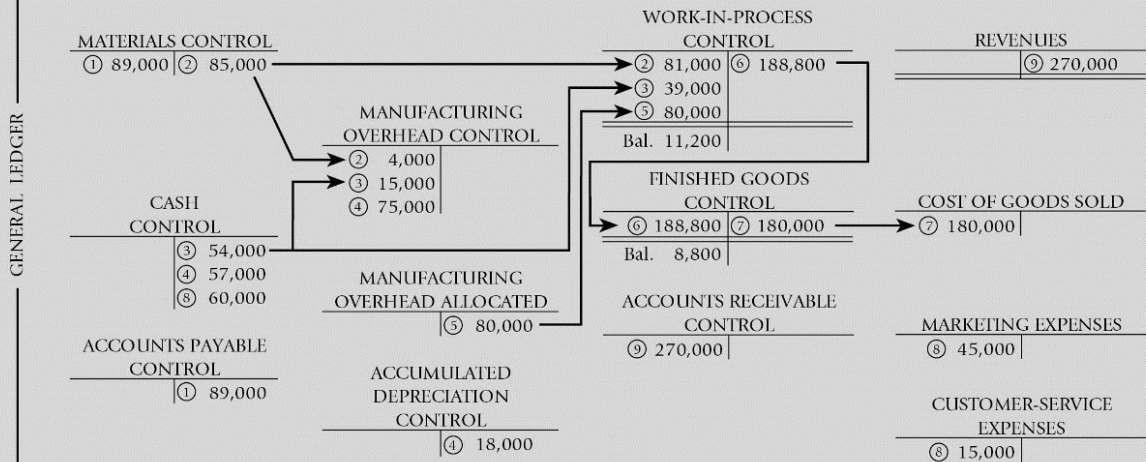 GENERAL LEDGER
MATERIALS CONTROL
① 89,000 ② 85,000
CASH
CONTROL
③ 54,000
④ 57,000
⑧ 60,000
ACCOUNTS PAYABLE
CONTROL
① 89,000
MANUFACTURING
OVERHEAD CONTROL
② 4,000
③ 15,000
④ 75,000
MANUFACTURING
OVERHEAD ALLOCATED
⑤ 80,000
ACCUMULATED
DEPRECIATION
CONTROL
④ 18,000
WORK-IN-PROCESS
CONTROL
② 81,000 ⑥ 188,800
③ 39,000
⑤ 80,000
Bal. 11,200
FINISHED GOODS
CONTROL
⑥ 188,800 ⑦ 180,000
Bal. 8,800
ACCOUNTS RECEIVABLE
CONTROL
⑨ 270,000
REVENUES
⑨ 270,000
COST OF GOODS SOLD
⑦ 180,000
MARKETING EXPENSES
⑧ 45,000
CUSTOMER-SERVICE
EXPENSES
⑧ 15,000